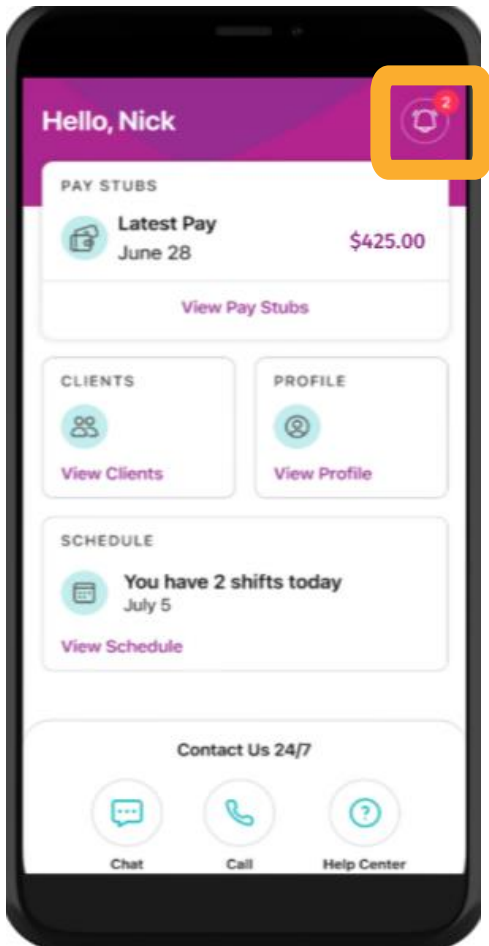 Hello, Nick
2
PAY STUBS
Latest Pay
June 28
$425.00
View Pay Stubs
CLIENTS
View Clients
PROFILE
View Profile
SCHEDULE
You have 2 shifts today
July 5
View Schedule
Contact Us 24/7
Chat
Call
Help Center